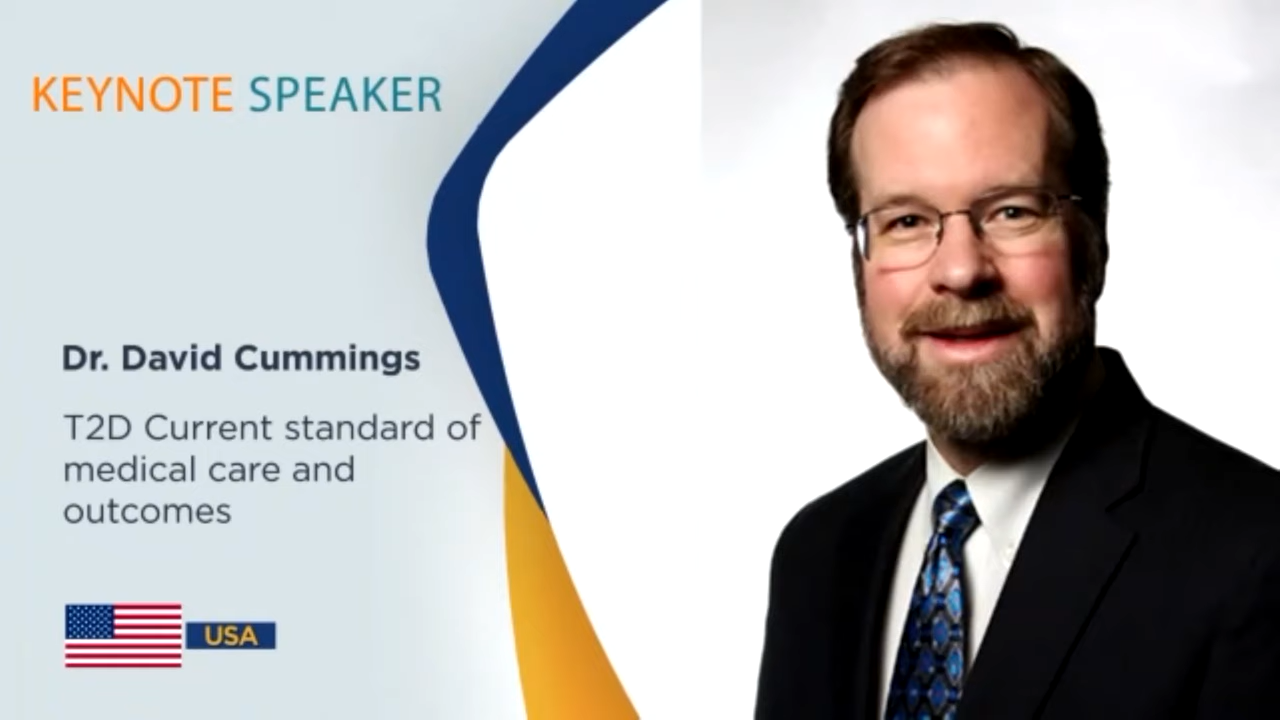 KEYNOTE SPEAKER
Dr. David Cummings
T2D Current standard of
medical care and
outcomes
USA